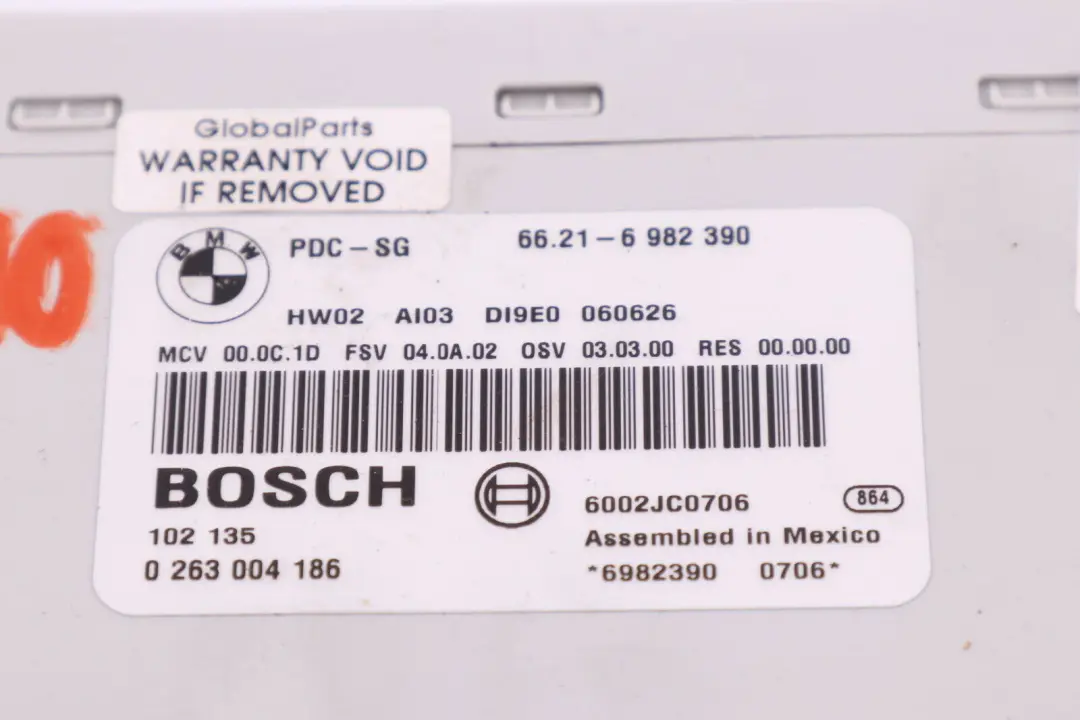 GlobalParts
WARRANTY VOID
IF REMOVED
BMW
PDC – SG 66.21 – 6 982 390
HW02 AI03 DI9E0 060626
MCV 00.0C.1D FSV 04.0A.02 OSV 03.03.00 RES 00.00.00
BOSCH
6002JC0706 864
102 135 Assembled in Mexico
0 263 004 186 *6982390 0706*